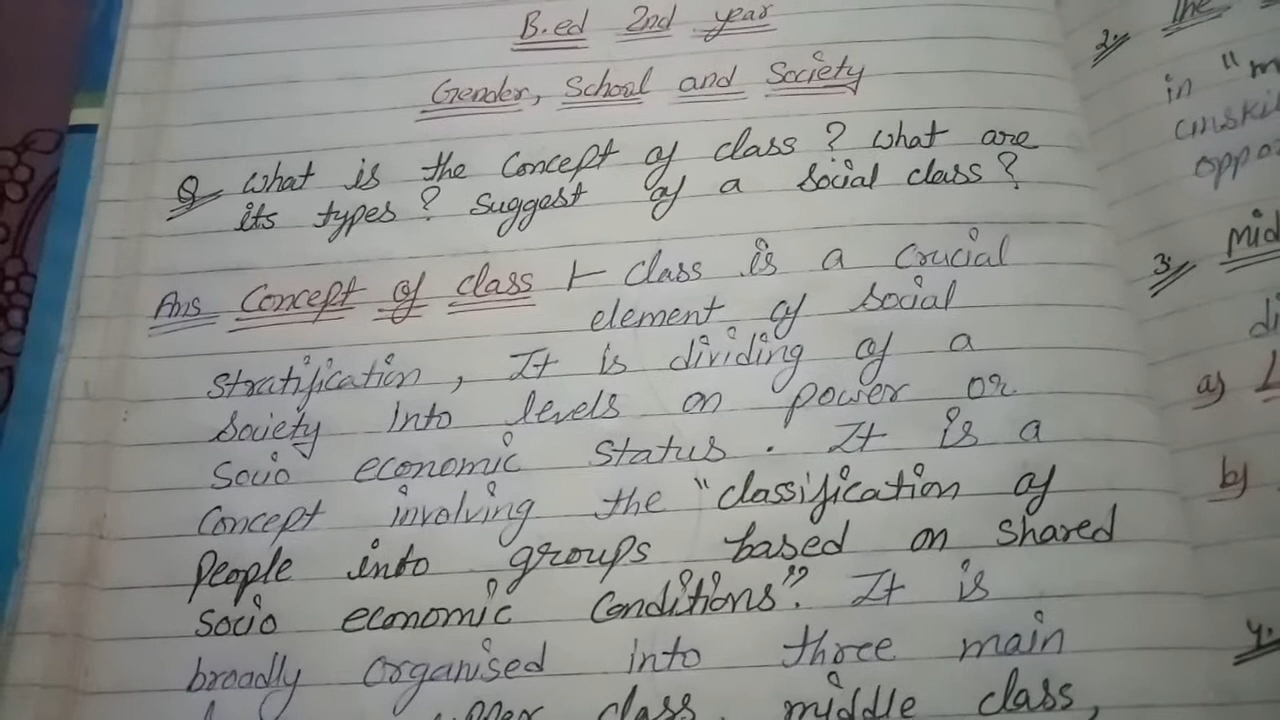 B.ed 2nd year
Gender, School and Society
Q What is the Concept of class ? What are
its types ? Suggest of a social class ?
Ans Concept of class :- Class is a crucial
element of social
stratification, It is dividing of a
Society into levels on power or
Socio economic status. It is a
Concept involving the "classification of
People into groups based on shared
Socio economic Conditions". It is
broadly organised into three main
class, middle class,
2. The
in "m
oppo
3. Mid
di
a) L
b)
4.